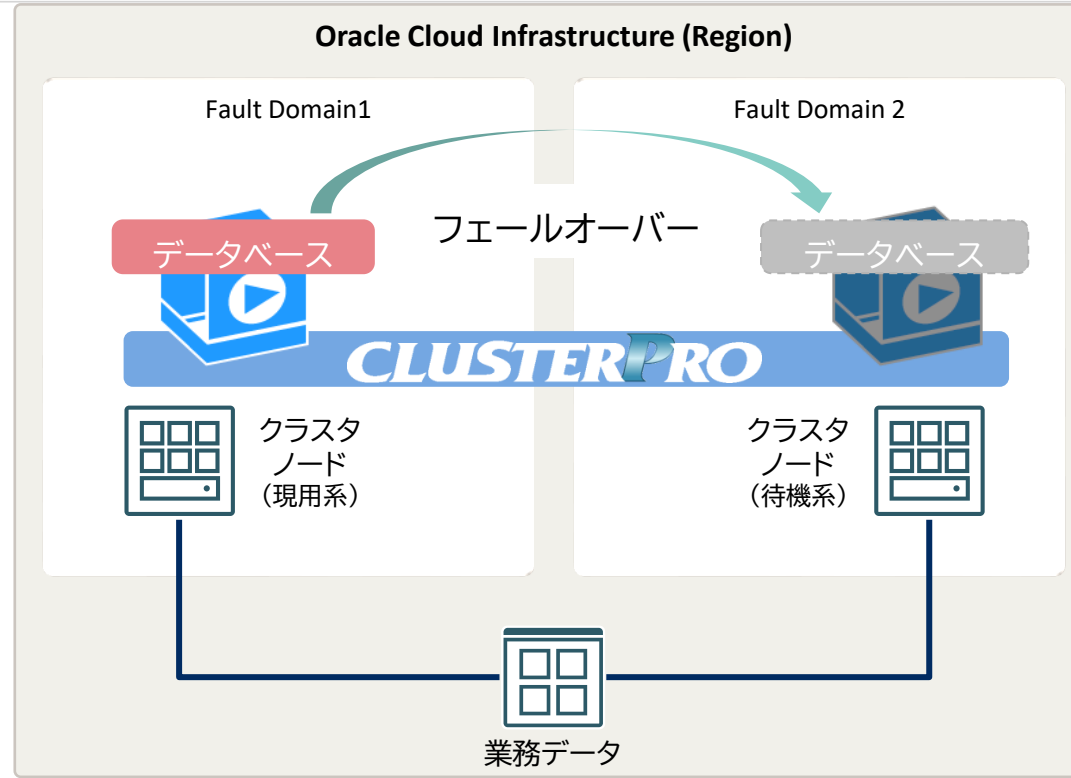 Oracle Cloud Infrastructure (Region)
Fault Domain1
Fault Domain 2
フェールオーバー
データベース
データベース
CLUSTERPRO
クラスタ
ノード
(現用系)
クラスタ
ノード
(待機系)
業務データ